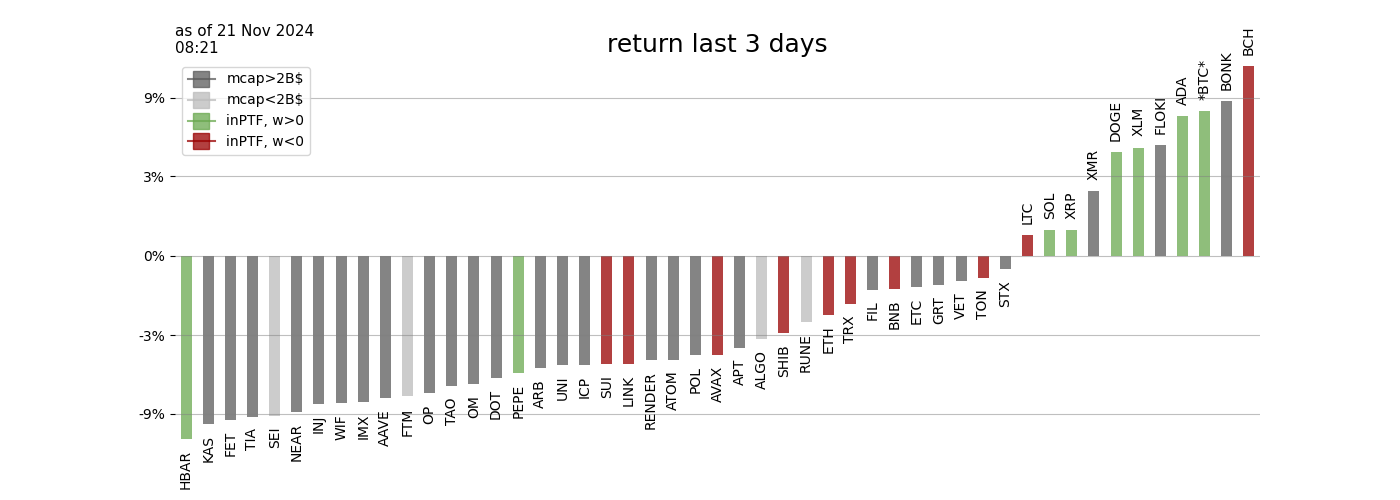 as of 21 Nov 2024
08:21
return last 3 days
mcap>2B$
mcap<2B$
inPTF, w>0
inPTF, w<0
9%
3%
0%
-3%
-9%
HBAR
KAS
FET
TIA
SEI
NEAR
INJ
WIF
IMX
AAVE
FTM
OP
TAO
OM
DOT
PEPE
ARB
UNI
ICP
SUI
LINK
RENDER
ATOM
POL
AVAX
APT
ALGO
SHIB
RUNE
ETH
TRX
FIL
BNB
ETC
GRT
VET
TON
STX
LTC
SOL
XRP
XMR
DOGE
XLM
FLOKI
ADA
*BTC*
BONK
BCH